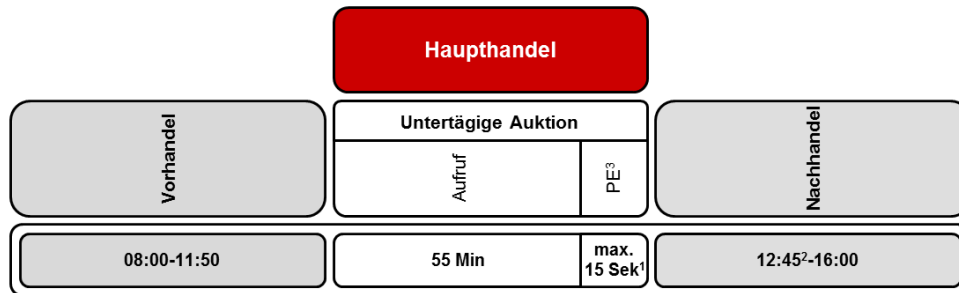 Haupthandel
Vorhandel
Untertägige Auktion
Aufruf
PE³
Nachhandel
08:00-11:50
55 Min
max.
15 Sek¹
12:45²-16:00